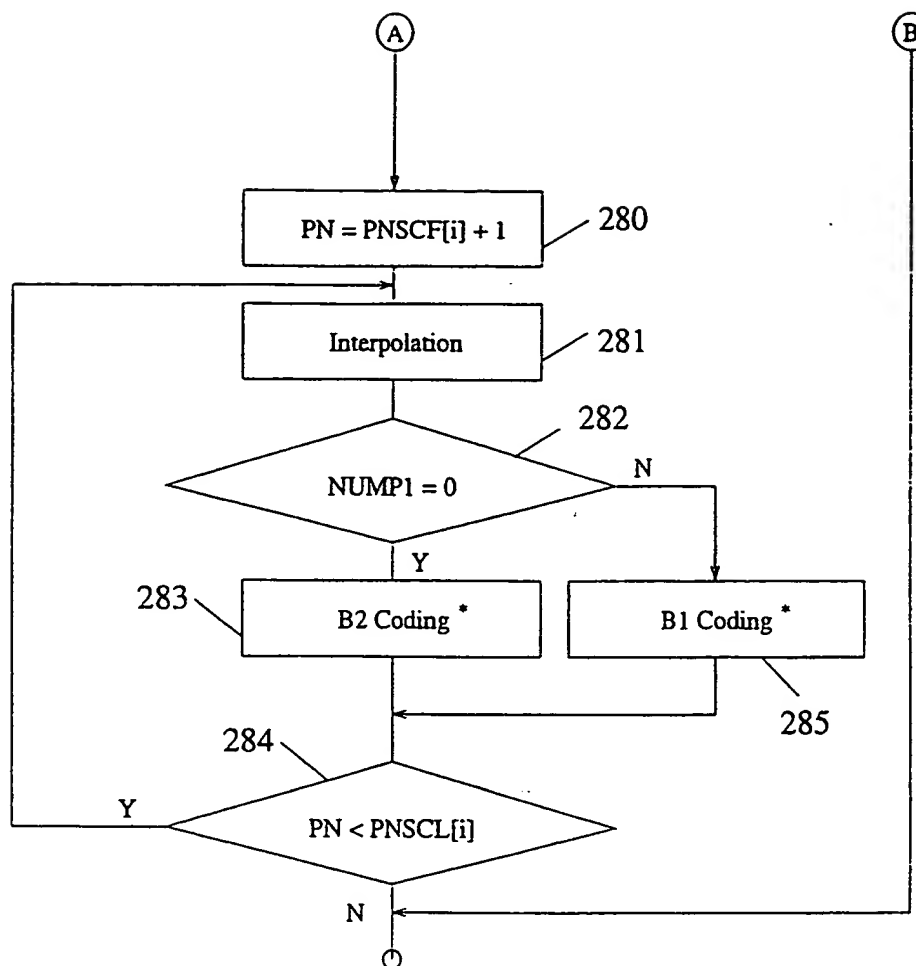 A
B
PN = PNSCF[i] + 1
280
Interpolation
281
282
NUMP1 = 0
N
Y
283
B2 Coding *
B1 Coding *
285
284
Y
PN < PNSCL[i]
N